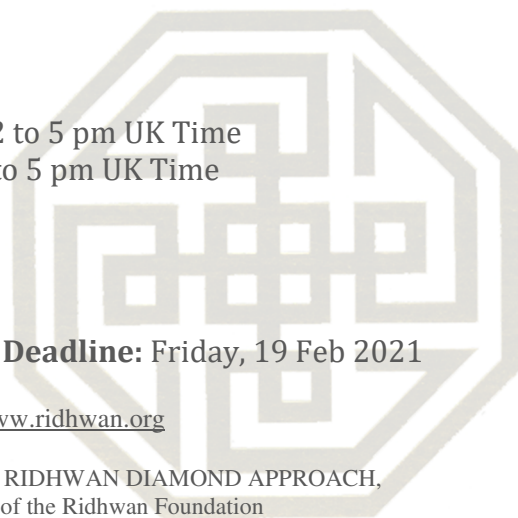 2 to 5 pm UK Time
to 5 pm UK Time
Deadline: Friday, 19 Feb 2021
ww.ridhwan.org
RIDHWAN DIAMOND APPROACH,
of the Ridhwan Foundation